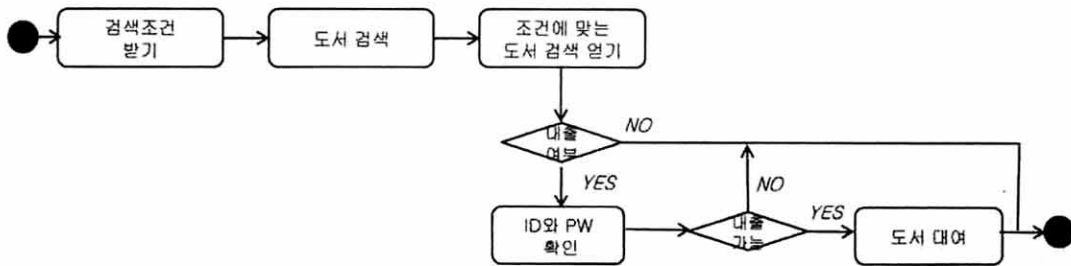 검색조건
받기
도서 검색
조건에 맞는
도서 검색 얻기
대출
여부
NO
YES
ID와 PW
확인
대출
가능
NO
YES
도서 대여